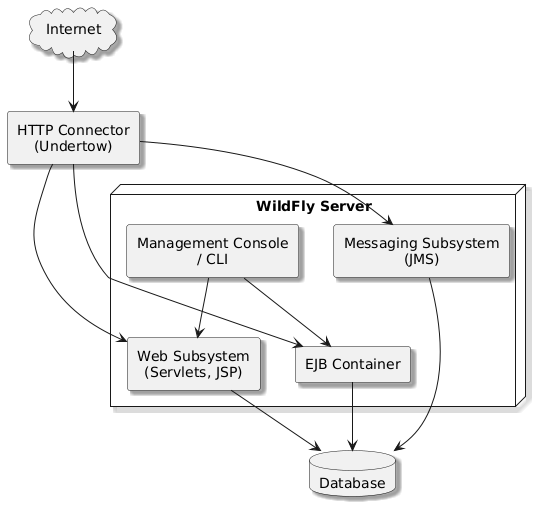 Internet
HTTP Connector
(Undertow)
WildFly Server
Management Console
/ CLI
Messaging Subsystem
(JMS)
Web Subsystem
(Servlets, JSP)
EJB Container
Database